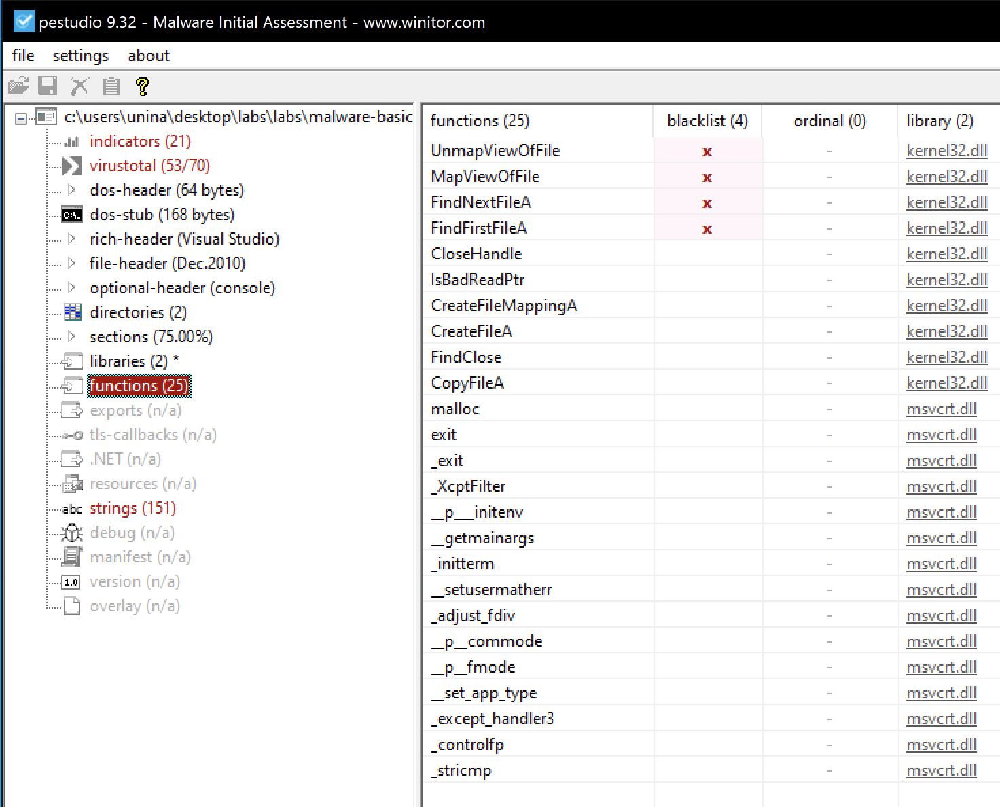 pestudio 9.32 - Malware Initial Assessment - www.winitor.com
file settings about
c:\users\unina\desktop\labs\labs\malware-basic
indicators (21)
virustotal (53/70)
dos-header (64 bytes)
dos-stub (168 bytes)
rich-header (Visual Studio)
file-header (Dec.2010)
optional-header (console)
directories (2)
sections (75.00%)
libraries (2) *
functions (25)
exports (n/a)
tls-callbacks (n/a)
.NET (n/a)
resources (n/a)
abc strings (151)
debug (n/a)
manifest (n/a)
1.0 version (n/a)
overlay (n/a)
functions (25) blacklist (4) ordinal (0) library (2)
UnmapViewOfFile x - kernel32.dll
MapViewOfFile x - kernel32.dll
FindNextFileA x - kernel32.dll
FindFirstFileA x - kernel32.dll
CloseHandle - kernel32.dll
IsBadReadPtr - kernel32.dll
CreateFileMappingA - kernel32.dll
CreateFileA - kernel32.dll
FindClose - kernel32.dll
CopyFileA - kernel32.dll
malloc - msvcrt.dll
exit - msvcrt.dll
_exit - msvcrt.dll
_XcptFilter - msvcrt.dll
__p___initenv - msvcrt.dll
__getmainargs - msvcrt.dll
_initterm - msvcrt.dll
__setusermatherr - msvcrt.dll
_adjust_fdiv - msvcrt.dll
__p__commode - msvcrt.dll
__p__fmode - msvcrt.dll
__set_app_type - msvcrt.dll
_except_handler3 - msvcrt.dll
_controlfp - msvcrt.dll
_stricmp - msvcrt.dll